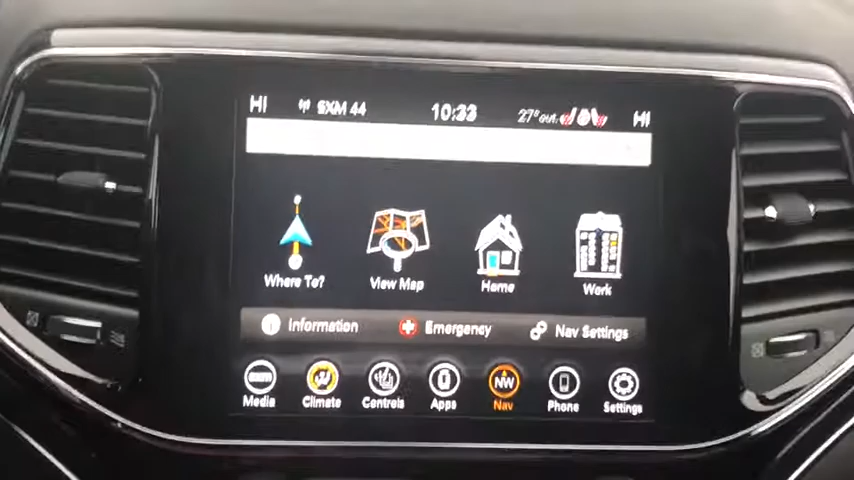 HI SXM 44 10:33 27° out. HI
Where To? View Map Home Work
Information Emergency Nav Settings
NW
Media Climate Controls Apps Nav Phone Settings